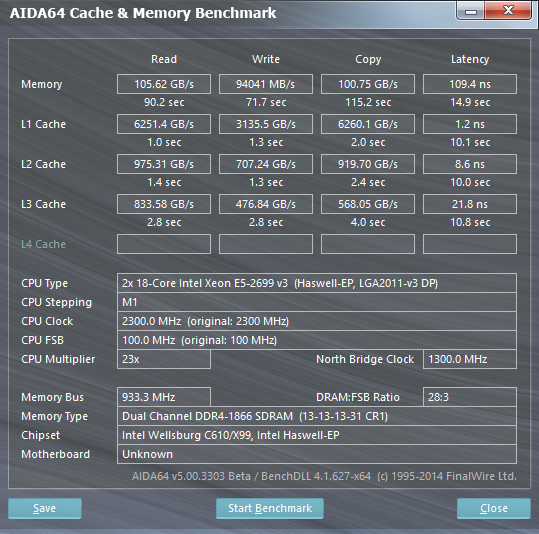 AIDA64 Cache & Memory Benchmark
Read Write Copy Latency
Memory 105.62 GB/s 94041 MB/s 100.75 GB/s 109.4 ns
90.2 sec 71.7 sec 115.2 sec 14.9 sec
L1 Cache 6251.4 GB/s 3135.5 GB/s 6260.1 GB/s 1.2 ns
1.0 sec 1.3 sec 2.0 sec 10.1 sec
L2 Cache 975.31 GB/s 707.24 GB/s 919.70 GB/s 8.6 ns
1.4 sec 1.3 sec 2.4 sec 10.0 sec
L3 Cache 833.58 GB/s 476.84 GB/s 568.05 GB/s 21.8 ns
2.8 sec 2.8 sec 4.0 sec 10.8 sec
L4 Cache
CPU Type 2x 18-Core Intel Xeon E5-2699 v3 (Haswell-EP, LGA2011-v3 DP)
CPU Stepping M1
CPU Clock 2300.0 MHz (original: 2300 MHz)
CPU FSB 100.0 MHz (original: 100 MHz)
CPU Multiplier 23x North Bridge Clock 1300.0 MHz
Memory Bus 933.3 MHz DRAM:FSB Ratio 28:3
Memory Type Dual Channel DDR4-1866 SDRAM (13-13-13-31 CR1)
Chipset Intel Wellsburg C610/X99, Intel Haswell-EP
Motherboard Unknown
AIDA64 v5.00.3303 Beta / BenchDLL 4.1.627-x64 (c) 1995-2014 FinalWire Ltd.
Save Start Benchmark Close